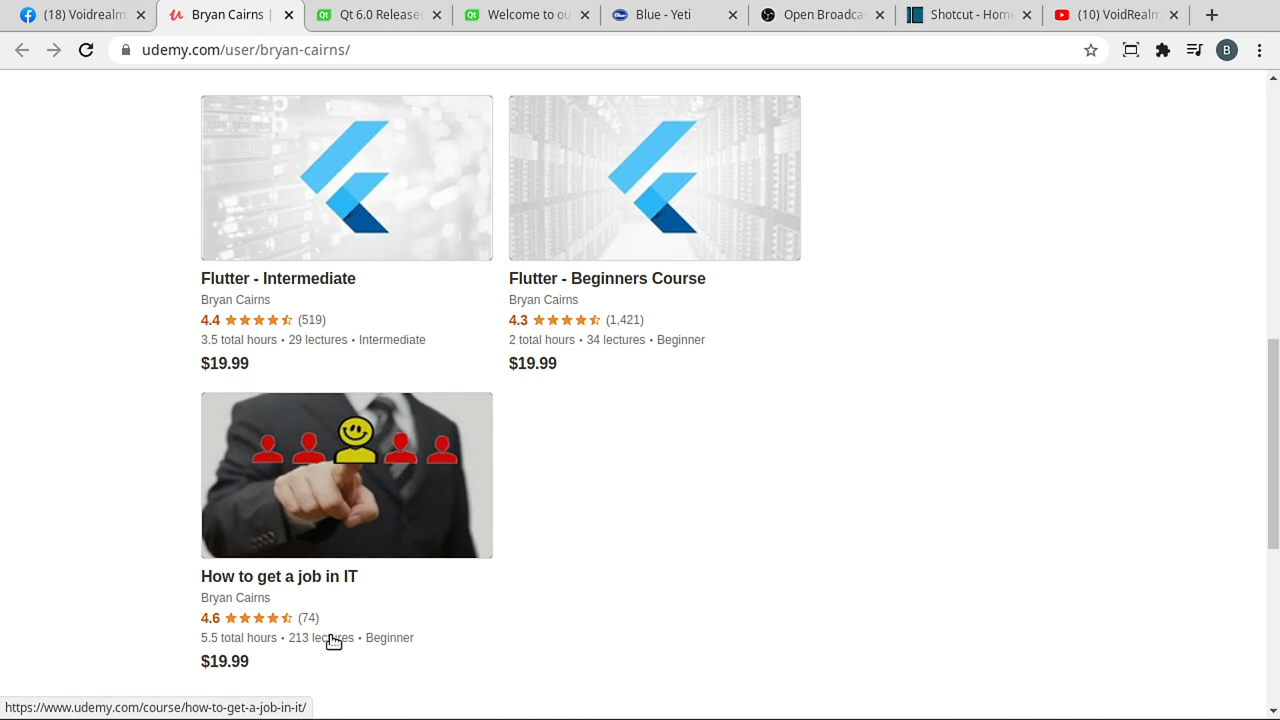 (18) Voidrealm
Bryan Cairns |
Qt 6.0 Release
Welcome to ou
Blue - Yeti
Open Broadca
Shotcut - Home
(10) VoidRealm
udemy.com/user/bryan-cairns/
B
Flutter - Intermediate
Bryan Cairns
4.4 (519)
3.5 total hours • 29 lectures • Intermediate
$19.99
Flutter - Beginners Course
Bryan Cairns
4.3 (1,421)
2 total hours • 34 lectures • Beginner
$19.99
How to get a job in IT
Bryan Cairns
4.6 (74)
5.5 total hours • 213 lectures • Beginner
$19.99
https://www.udemy.com/course/how-to-get-a-job-in-it/